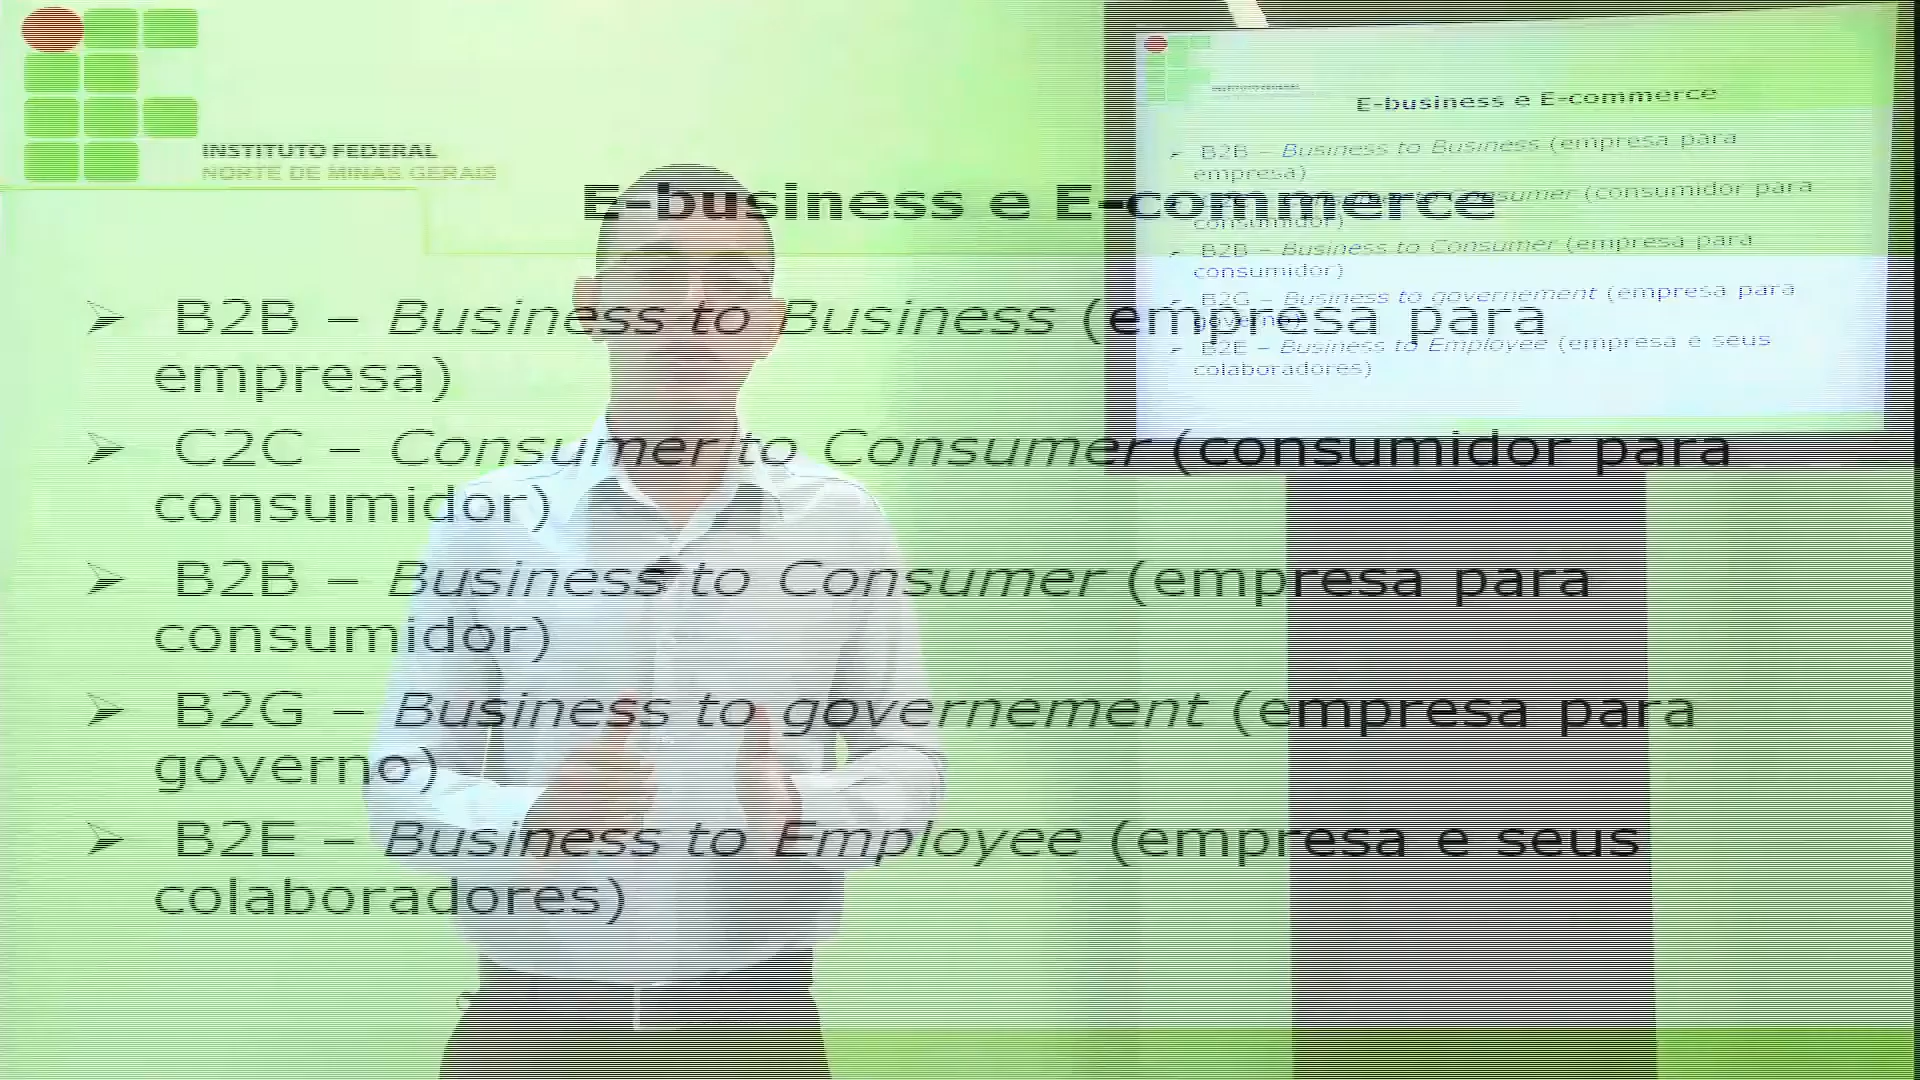 INSTITUTO FEDERAL
NORTE DE MINAS GERAIS
E-business e E-commerce
B2B – Business to Business (empresa para
empresa)
C2C – Consumer to Consumer (consumidor para
consumidor)
B2B – Business to Consumer (empresa para
consumidor)
B2G – Business to governement (empresa para
governo)
B2E – Business to Employee (empresa e seus
colaboradores)
E-business e E-commerce
B2B – Business to Business (empresa para
empresa)
Consumer (consumidor para
consumidor)
B2B – Business to Consumer (empresa para
consumidor)
B2G – Business to governement (empresa para
governo)
B2E – Business to Employee (empresa e seus
colaboradores)